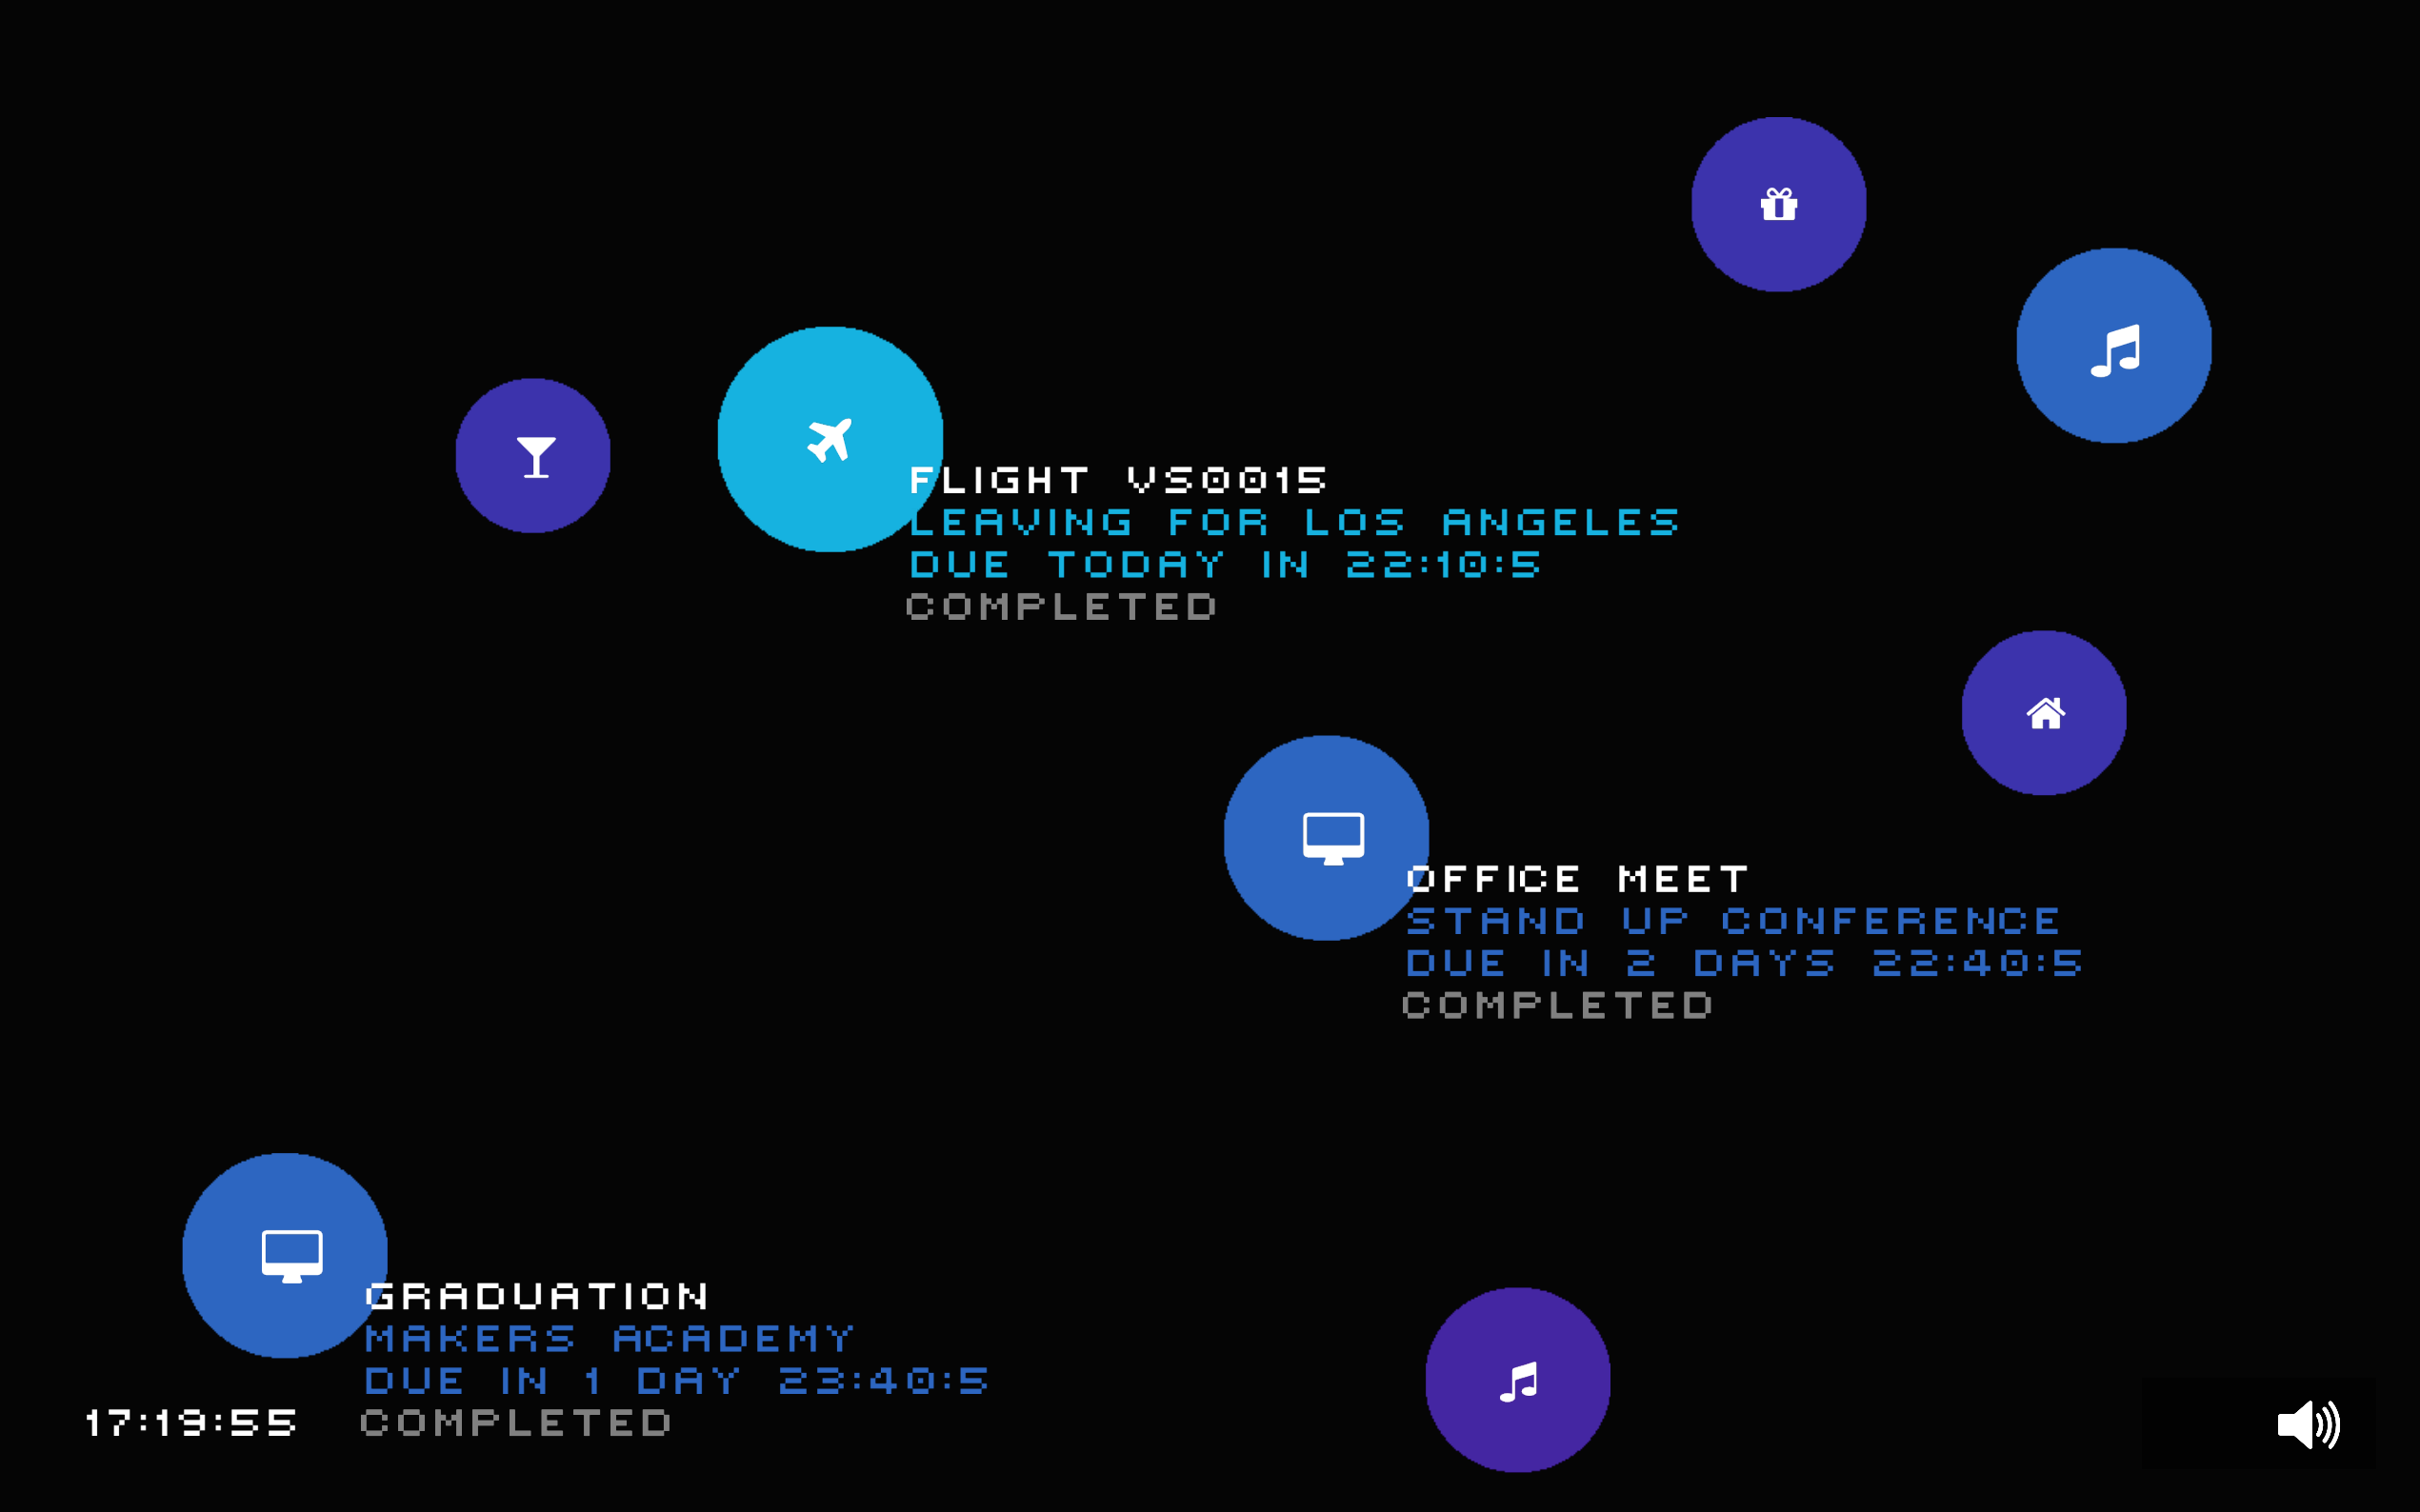 FLIGHT VS0015
LEAVING FOR LOS ANGELES
DUE TODAY IN 22:10:5
COMPLETED
OFFICE MEET
STAND UP CONFERENCE
DUE IN 2 DAYS 22:40:5
COMPLETED
GRADUATION
MAKERS ACADEMY
DUE IN 1 DAY 23:40:5
COMPLETED
17:19:55